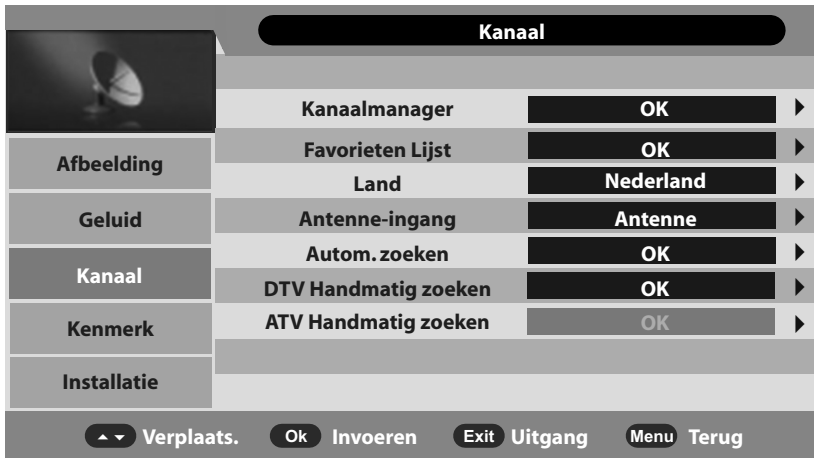 Kanaal
Kanaalmanager OK
Favorieten Lijst OK
Land Nederland
Antenne-ingang Antenne
Autom. zoeken OK
DTV Handmatig zoeken OK
ATV Handmatig zoeken OK
Afbeelding
Geluid
Kanaal
Kenmerk
Installatie
Verplaats. Ok Invoeren Exit Uitgang Menu Terug